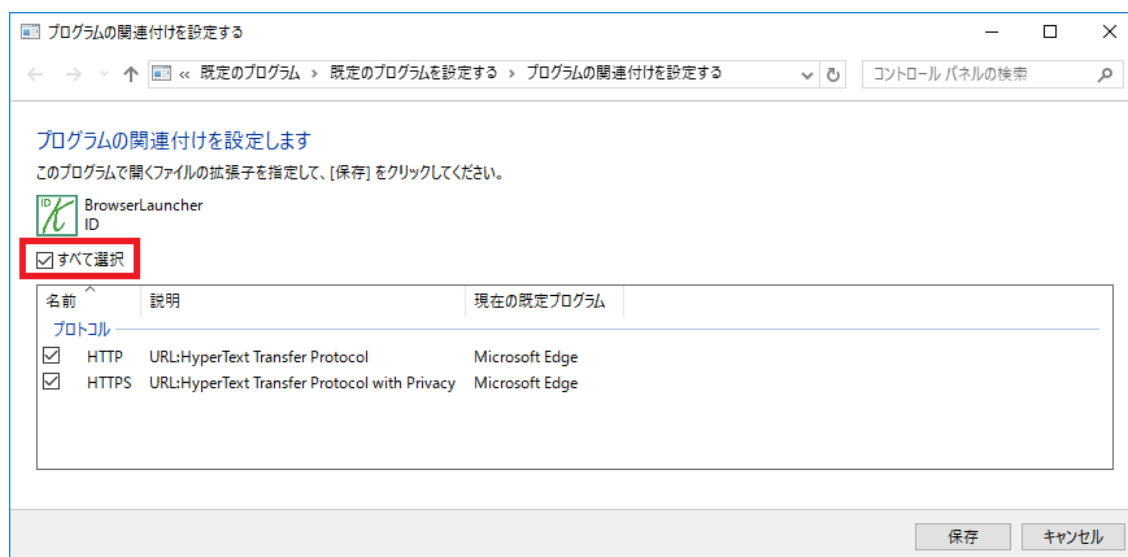 プログラムの関連付けを設定する
« 既定のプログラム › 既定のプログラムを設定する › プログラムの関連付けを設定する
コントロール パネルの検索
プログラムの関連付けを設定します
このプログラムで開くファイルの拡張子を指定して、[保存] をクリックしてください。
ID
BrowserLauncher
ID
すべて選択
名前 説明 現在の既定プログラム
プロトコル
HTTP URL:HyperText Transfer Protocol Microsoft Edge
HTTPS URL:HyperText Transfer Protocol with Privacy Microsoft Edge
保存 キャンセル